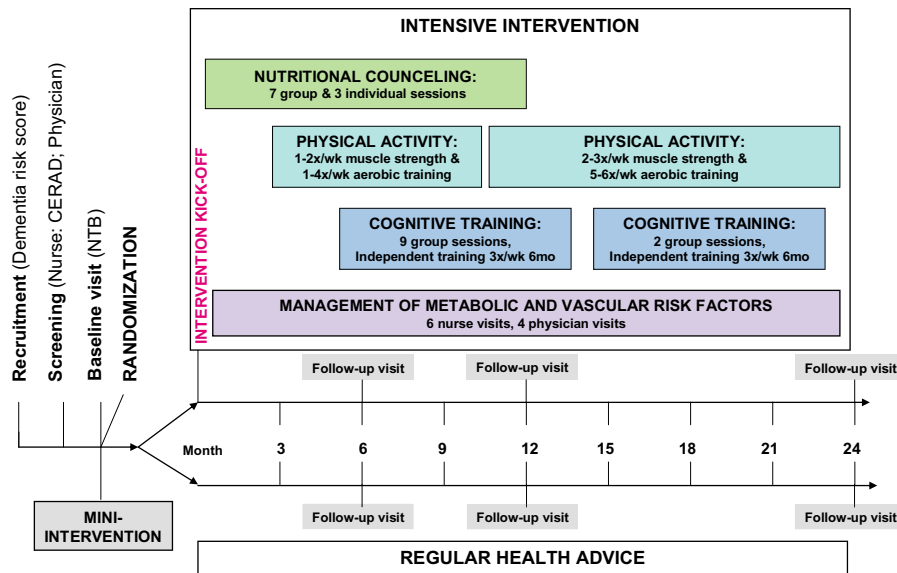 INTENSIVE INTERVENTION
NUTRITIONAL COUNCELING:
7 group & 3 individual sessions
PHYSICAL ACTIVITY:
1-2x/wk muscle strength &
1-4x/wk aerobic training
PHYSICAL ACTIVITY:
2-3x/wk muscle strength &
5-6x/wk aerobic training
COGNITIVE TRAINING:
9 group sessions,
Independent training 3x/wk 6mo
COGNITIVE TRAINING:
2 group sessions,
Independent training 3x/wk 6mo
MANAGEMENT OF METABOLIC AND VASCULAR RISK FACTORS
6 nurse visits, 4 physician visits
INTERVENTION KICK-OFF
Recruitment (Dementia risk score)
Screening (Nurse: CERAD; Physician)
Baseline visit (NTB)
RANDOMIZATION
Follow-up visit
Follow-up visit
Follow-up visit
Month 3 6 9 12 15 18 21 24
MINI-
INTERVENTION
Follow-up visit
Follow-up visit
Follow-up visit
REGULAR HEALTH ADVICE